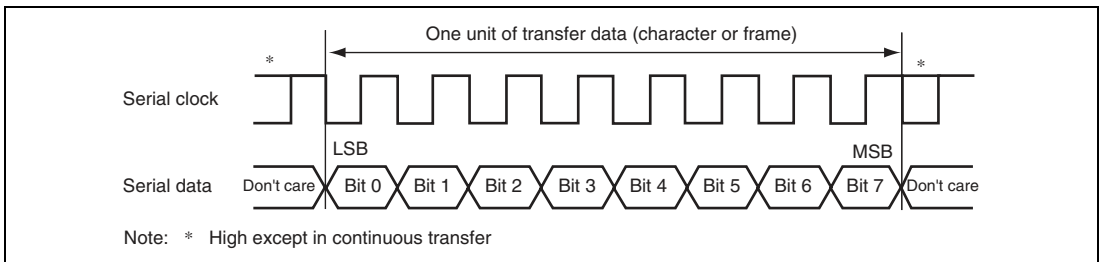 One unit of transfer data (character or frame)
* *
Serial clock
LSB MSB
Serial data Don't care Bit 0 Bit 1 Bit 2 Bit 3 Bit 4 Bit 5 Bit 6 Bit 7 Don't care
Note: * High except in continuous transfer